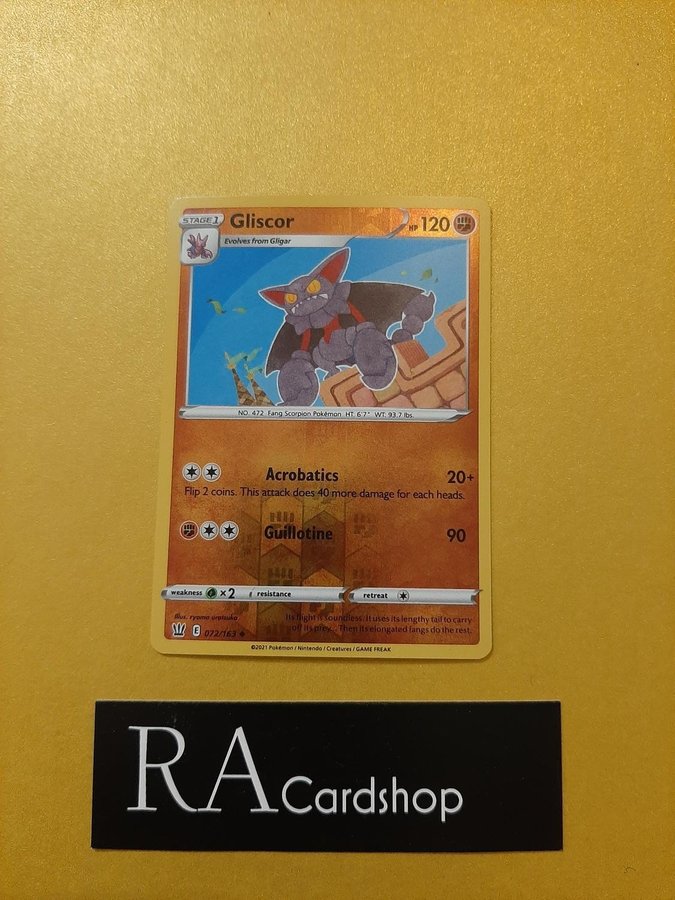 STAGE 1 Gliscor HP 120
Evolves from Gligar
NO. 472 Fang Scorpion Pokémon HT. 6'7" WT. 93.7 lbs.
Acrobatics 20+
Flip 2 coins. This attack does 40 more damage for each heads.
Guillotine 90
weakness ×2 resistance retreat
Illus. ryoma uratsuka
Its flight is soundless. It uses its lengthy tail to carry
off its prey... Then its elongated fangs do the rest.
E 072/163
©2021 Pokémon / Nintendo / Creatures / GAME FREAK
RA Cardshop